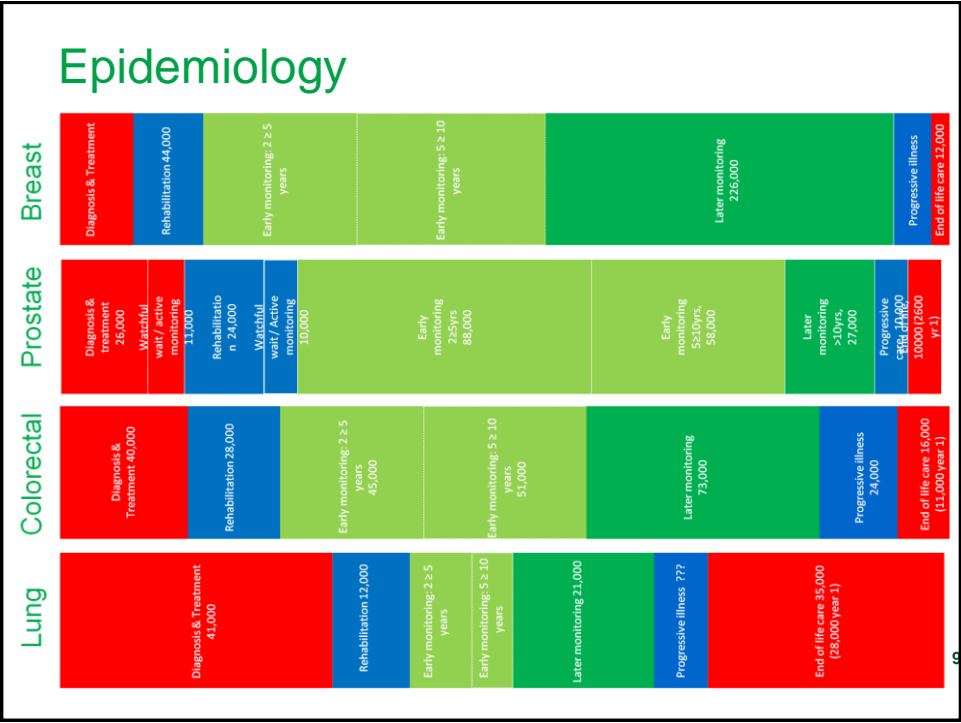 Epidemiology
Breast
Diagnosis & Treatment
Rehabilitation 44,000
Early monitoring: 2 ≥ 5
years
Early monitoring: 5 ≥ 10
years
Later monitoring
226,000
Progressive illness
End of life care 12,000
Prostate
Diagnosis &
treatment
26,000
Watchful
wait / active
monitoring
11,000
Rehabilitatio
n 24,000
Watchful
wait / Active
monitoring
10,000
Early
monitoring
2≥5yrs
88,000
Early
monitoring
5≥10yrs,
58,000
Later
monitoring
>10yrs,
27,000
Progressive
10000 (2600
yr 1)
Colorectal
Diagnosis &
Treatment 40,000
Rehabilitation 28,000
Early monitoring: 2 ≥ 5
years
45,000
Early monitoring: 5 ≥ 10
years
51,000
Later monitoring
73,000
Progressive illness
24,000
End of life care 16,000
(11,000 year 1)
Lung
Diagnosis & Treatment
41,000
Rehabilitation 12,000
Early monitoring: 2 ≥ 5
years
Early monitoring: 5 ≥ 10
years
Later monitoring 21,000
Progressive illness ???
End of life care 35,000
(28,000 year 1)
9